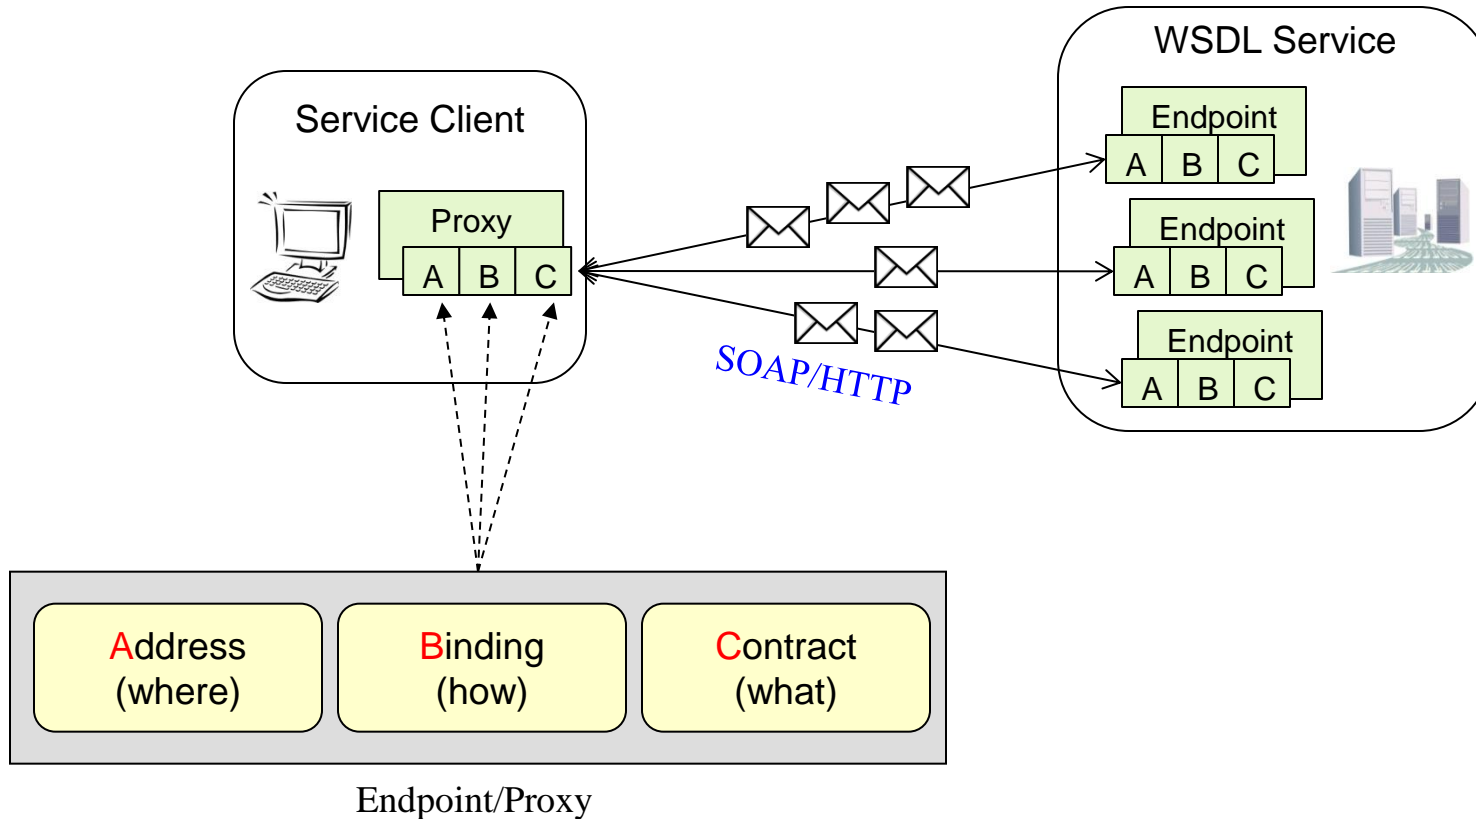 WSDL Service
Service Client
Endpoint
A B C
Proxy
A B C
Endpoint
A B C
Endpoint
A B C
SOAP/HTTP
Address
(where)
Binding
(how)
Contract
(what)
Endpoint/Proxy